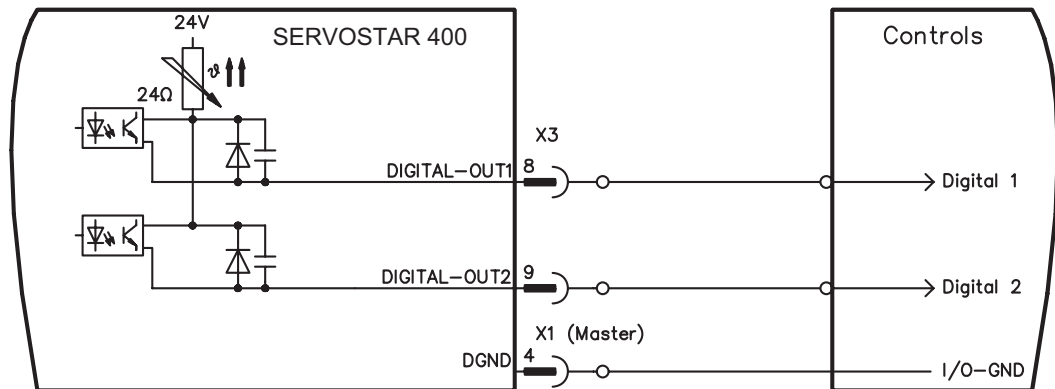 24V
SERVOSTAR 400
Controls
ϑ
24Ω
X3
DIGITAL-OUT1
8
Digital 1
DIGITAL-OUT2
9
Digital 2
X1 (Master)
DGND
4
I/O-GND